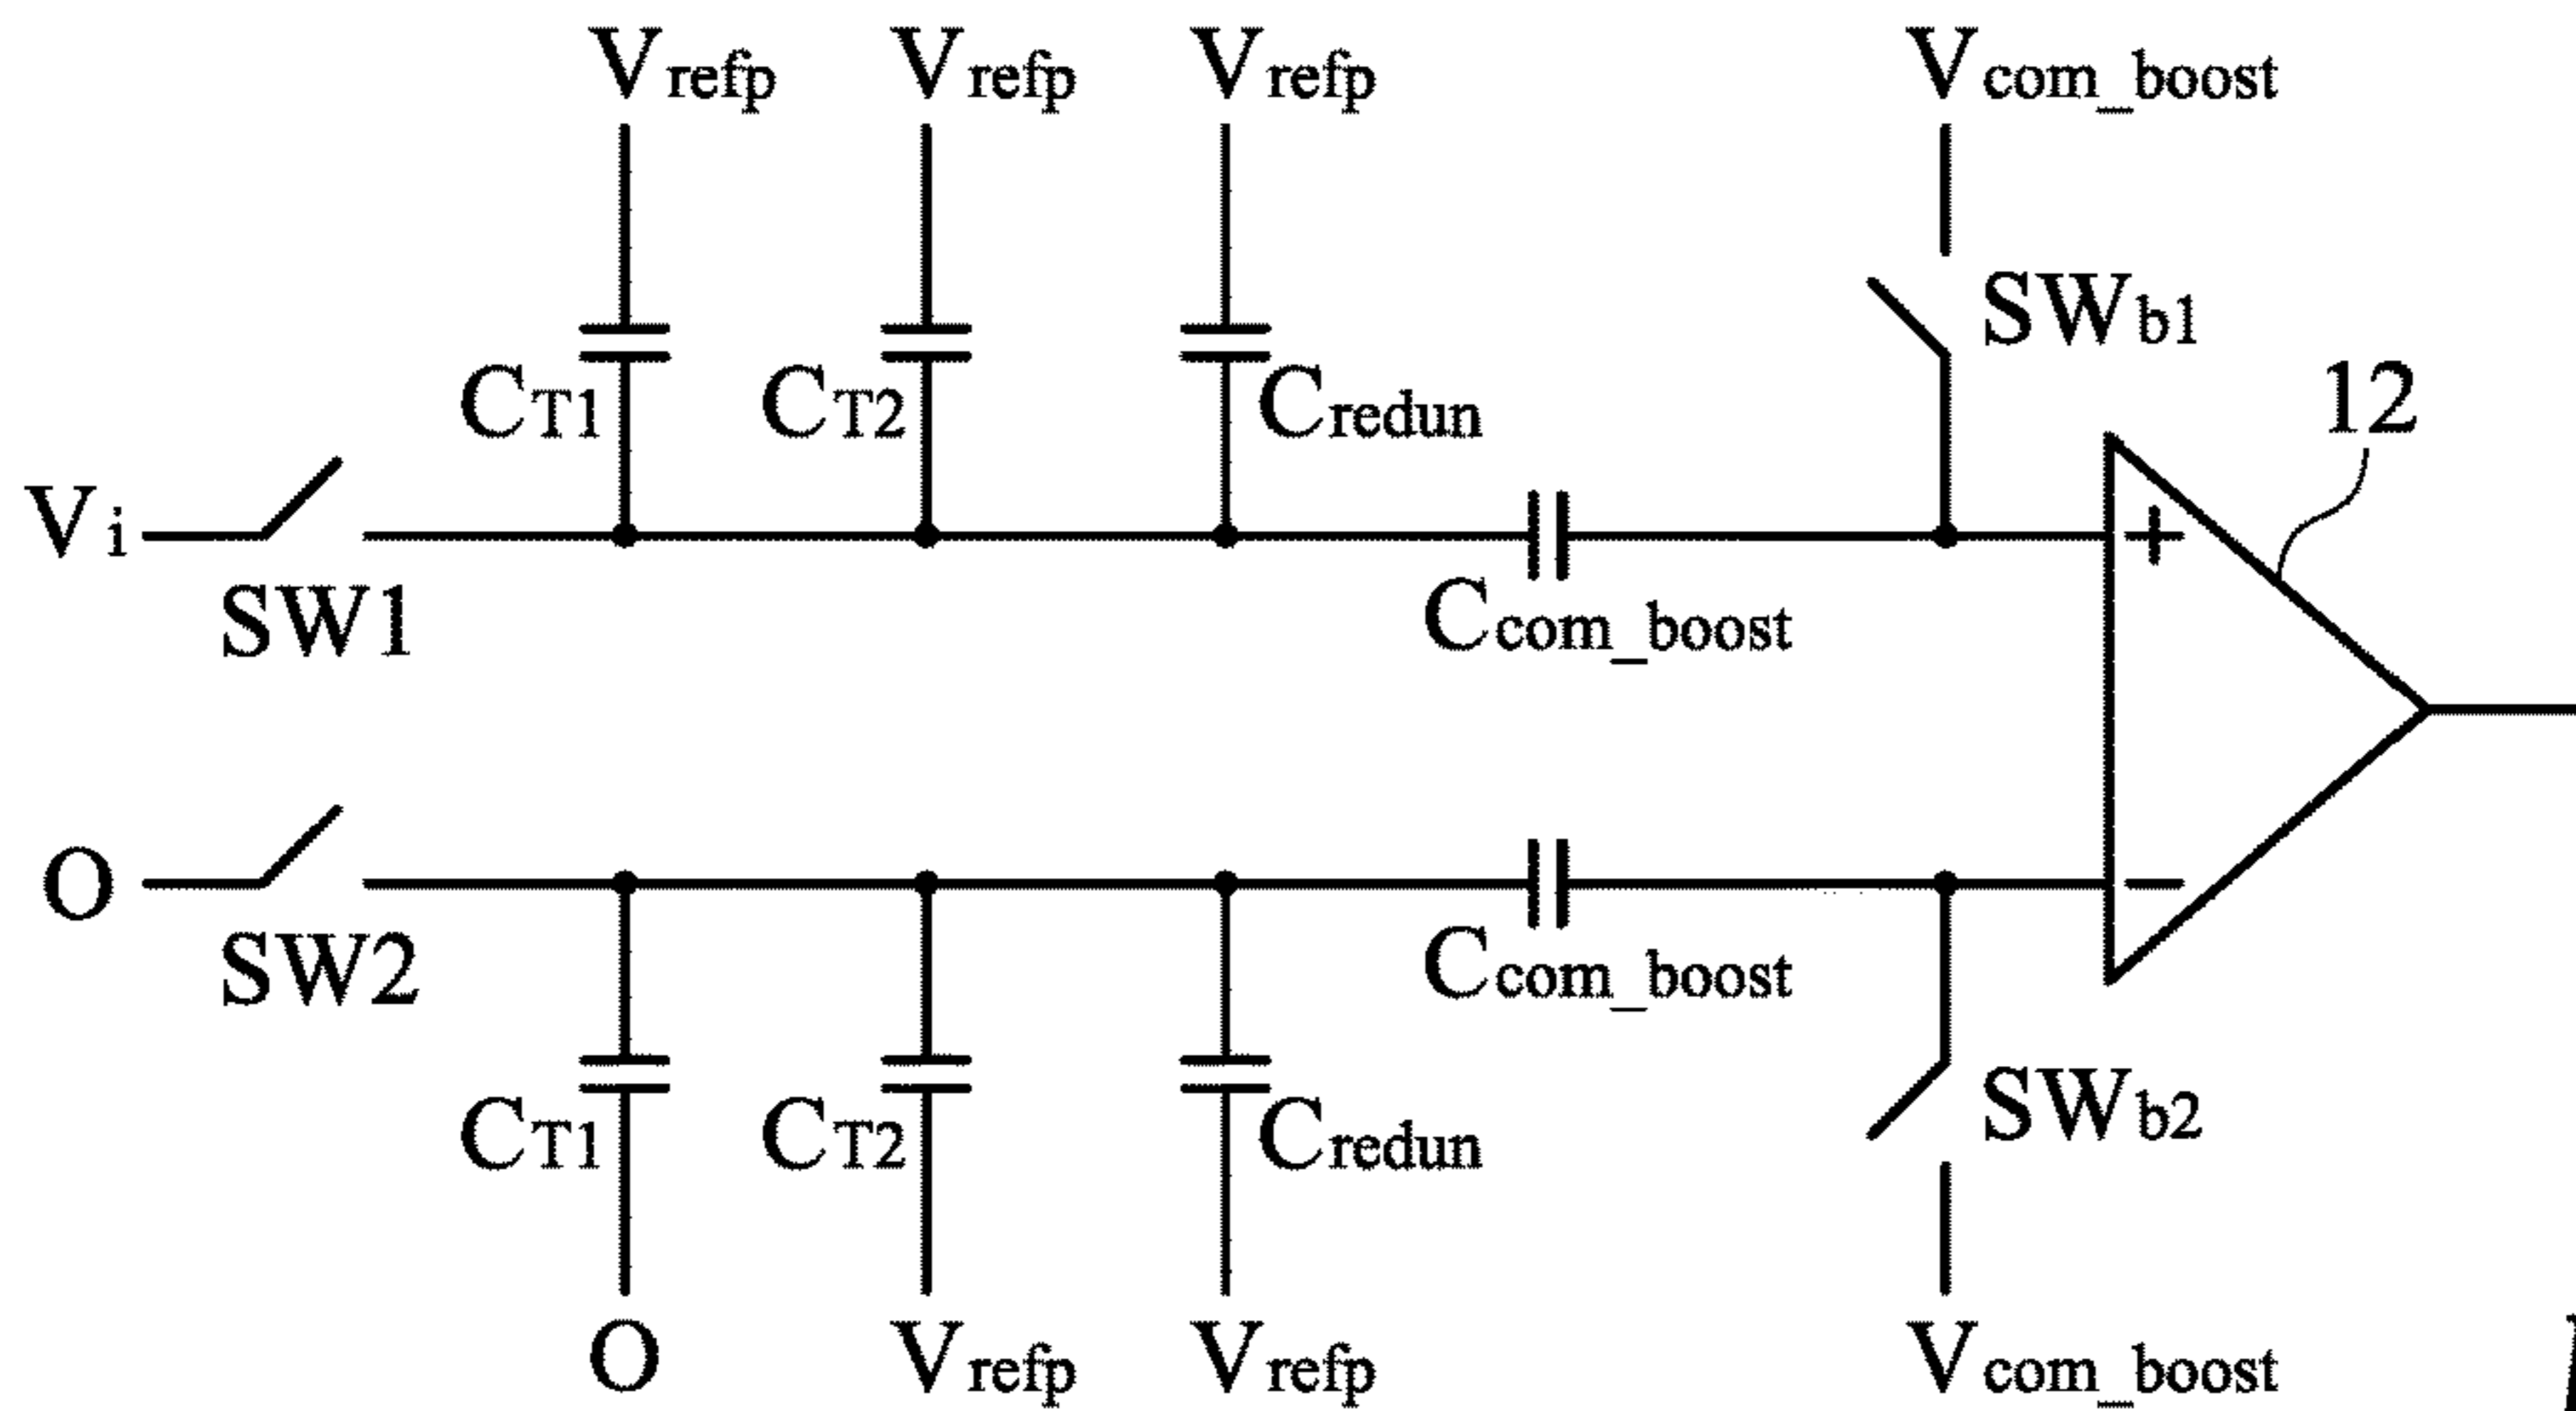 Vrefp Vrefp Vrefp Vcom_boost
SWb1
12
CT1 CT2 Credun
Vi
+
SW1
Ccom_boost
O
−
SW2
Ccom_boost
CT1 CT2 Credun
SWb2
O Vrefp Vrefp Vcom_boost